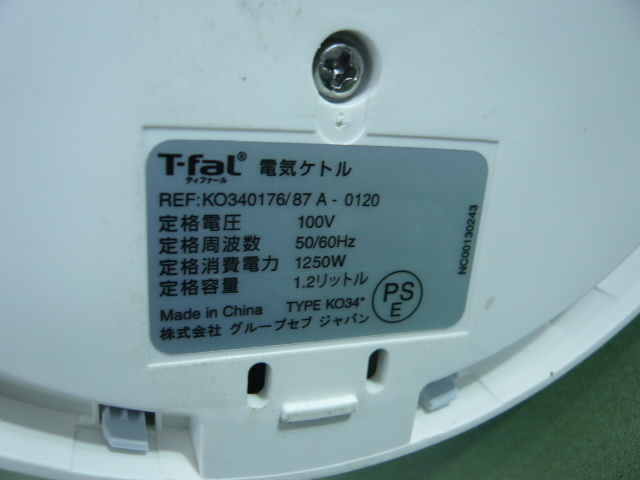 T-fal® 電気ケトル
ティファール
REF:KO340176/87 A - 0120
定格電圧 100V
定格周波数 50/60Hz
定格消費電力 1250W
定格容量 1.2リットル
Made in China TYPE KO34*
株式会社 グループセブ ジャパン
PS
E
NC00130243